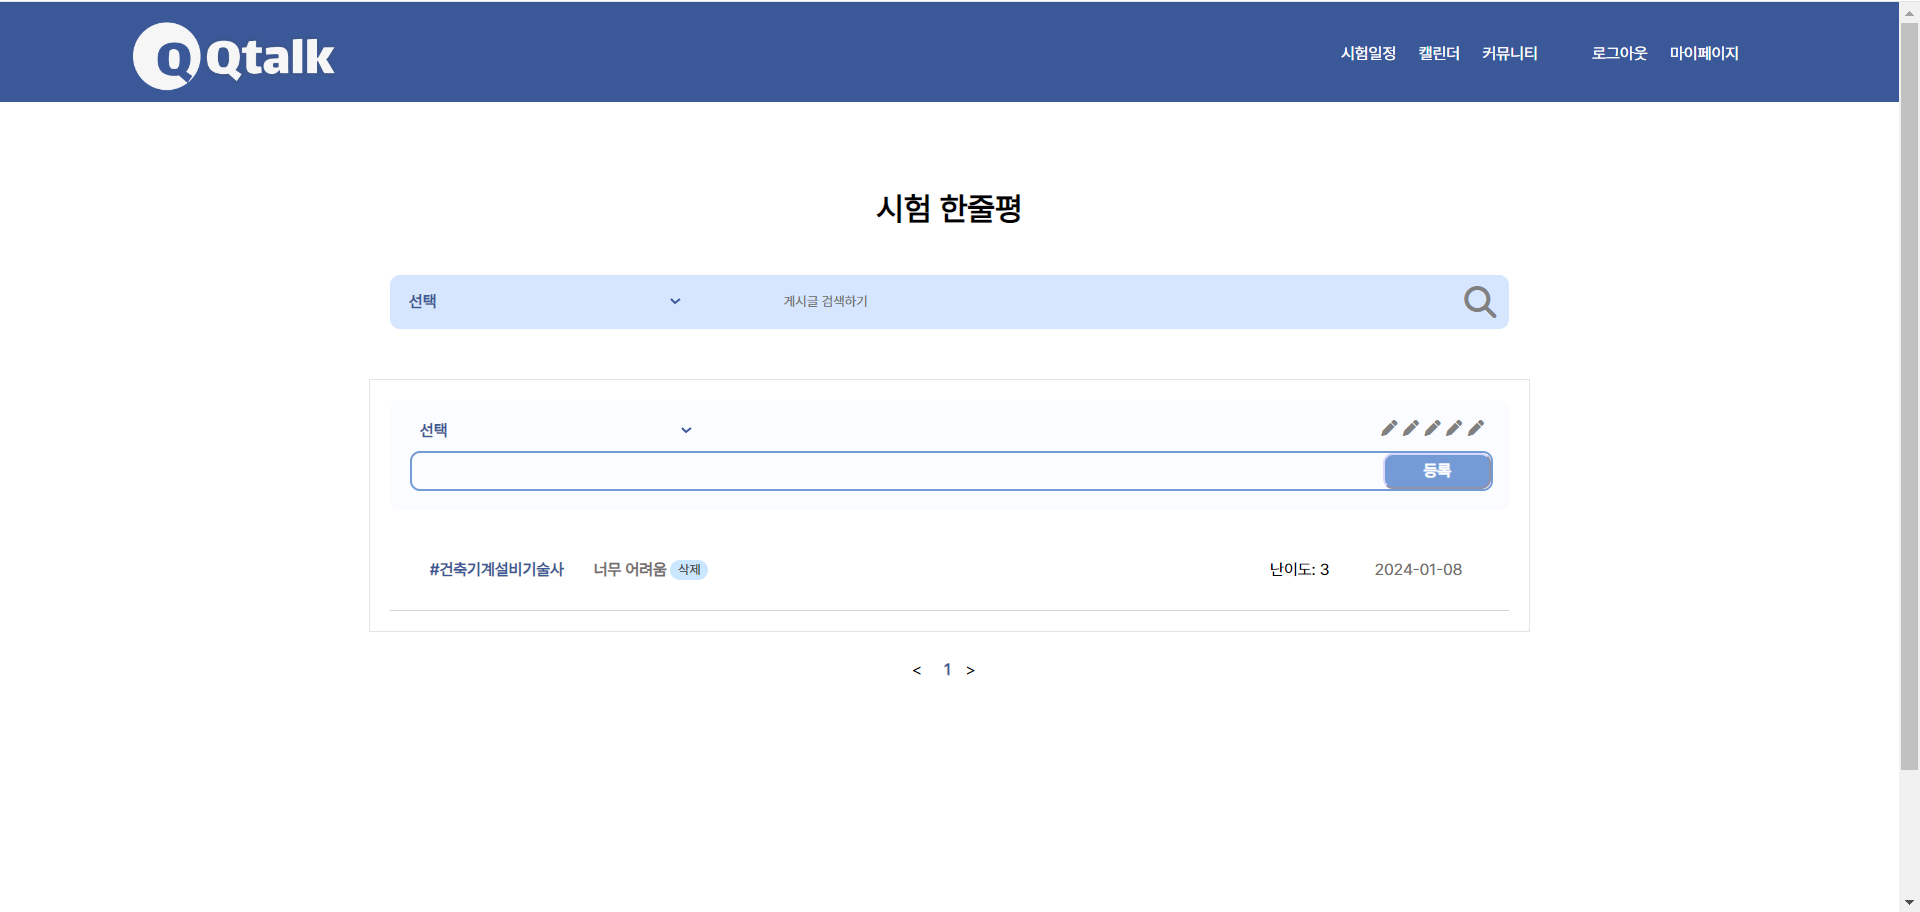 Q Qtalk 시험일정 캘린더 커뮤니티 로그아웃 마이페이지
시험 한줄평
선택 게시글 검색하기
선택
등록
#건축기계설비기술사 너무 어려움 삭제 난이도: 3 2024-01-08
< 1 >